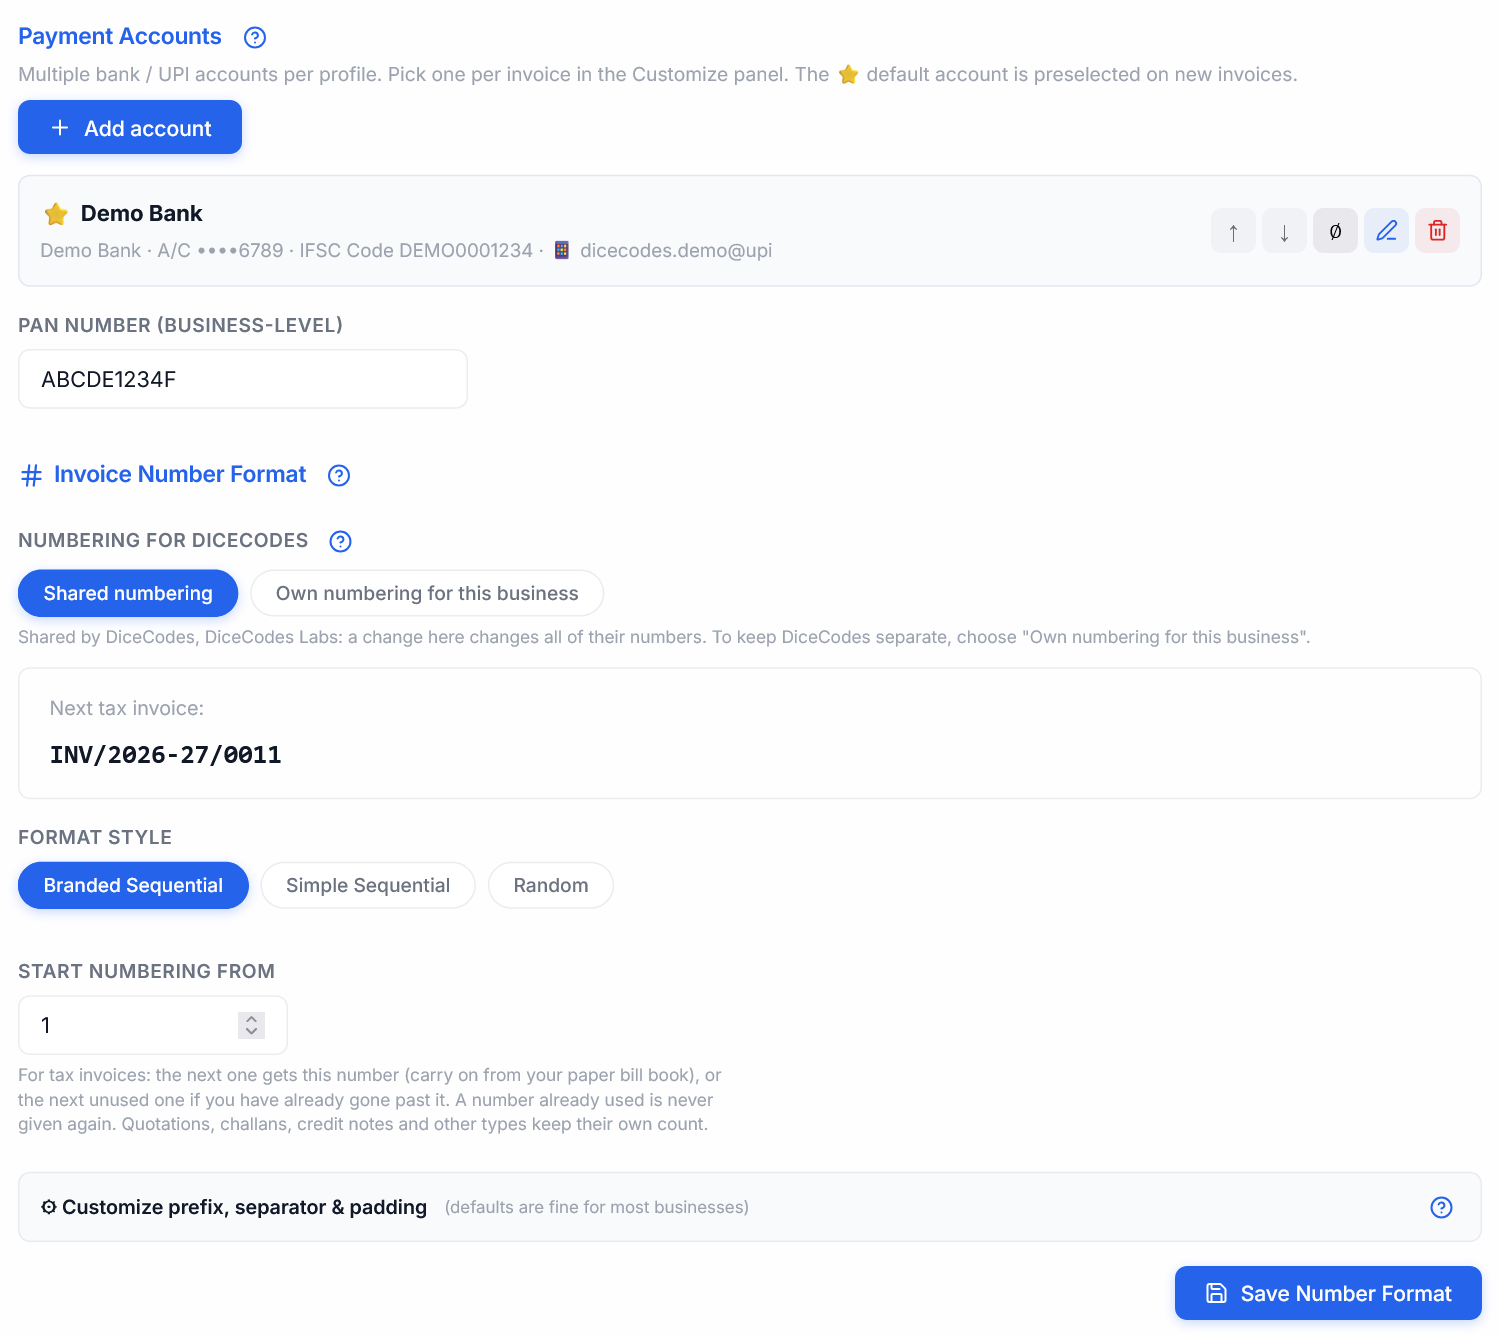 Payment Accounts
Multiple bank / UPI accounts per profile. Pick one per invoice in the Customize panel. The ⭐ default account is preselected on new invoices.
+ Add account
⭐ Demo Bank
Demo Bank · A/C ••••6789 · IFSC Code DEMO0001234 · 📱 dicecodes.demo@upi
↑ ↓ Ø
PAN NUMBER (BUSINESS-LEVEL)
ABCDE1234F
# Invoice Number Format
NUMBERING FOR DICECODES
Shared numbering Own numbering for this business
Shared by DiceCodes, DiceCodes Labs: a change here changes all of their numbers. To keep DiceCodes separate, choose "Own numbering for this business".
Next tax invoice:
INV/2026-27/0011
FORMAT STYLE
Branded Sequential Simple Sequential Random
START NUMBERING FROM
1
For tax invoices: the next one gets this number (carry on from your paper bill book), or
the next unused one if you have already gone past it. A number already used is never
given again. Quotations, challans, credit notes and other types keep their own count.
⚙ Customize prefix, separator & padding (defaults are fine for most businesses)
Save Number Format